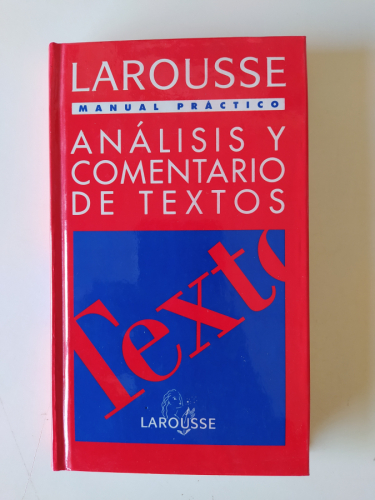 LAROUSSE
MANUAL PRÁCTICO
ANÁLISIS Y
COMENTARIO
DE TEXTOS
Texto
LAROUSSE